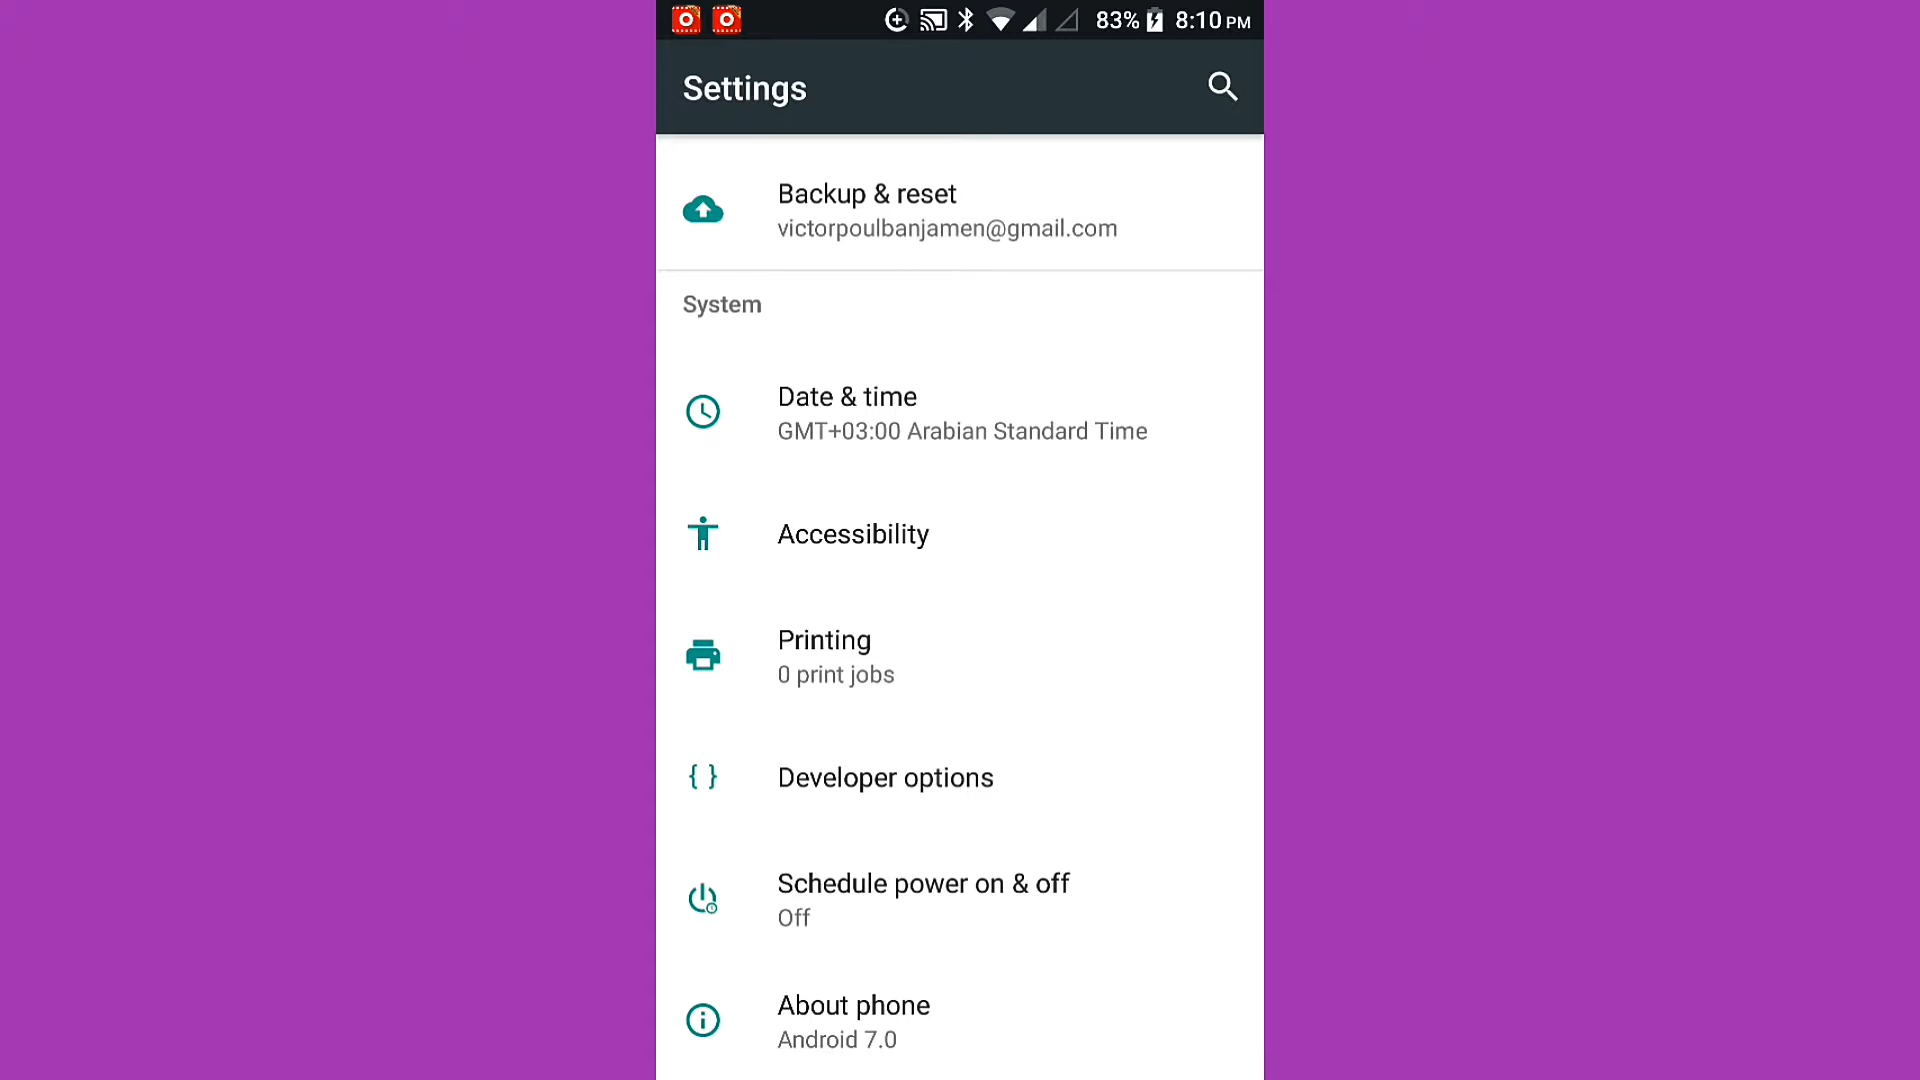 83% 8:10 PM
Settings
Backup & reset
victorpoulbanjamen@gmail.com
System
Date & time
GMT+03:00 Arabian Standard Time
Accessibility
Printing
0 print jobs
Developer options
Schedule power on & off
Off
About phone
Android 7.0